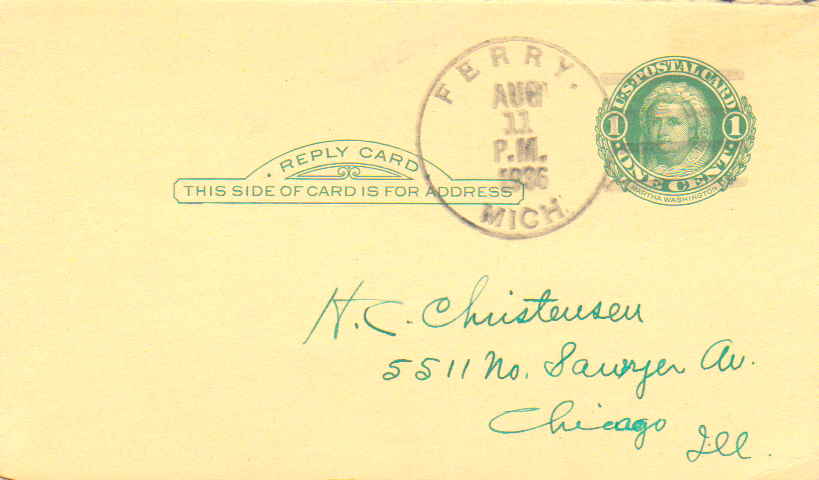 FERRY.
AUG
11
P.M.
1936
MICH.
U.S. POSTAL CARD
1 1
ONE CENT
MARTHA WASHINGTON
REPLY CARD
THIS SIDE OF CARD IS FOR ADDRESS
H. C. Christensen
5511 No. Sawyer Av.
Chicago
Ill.